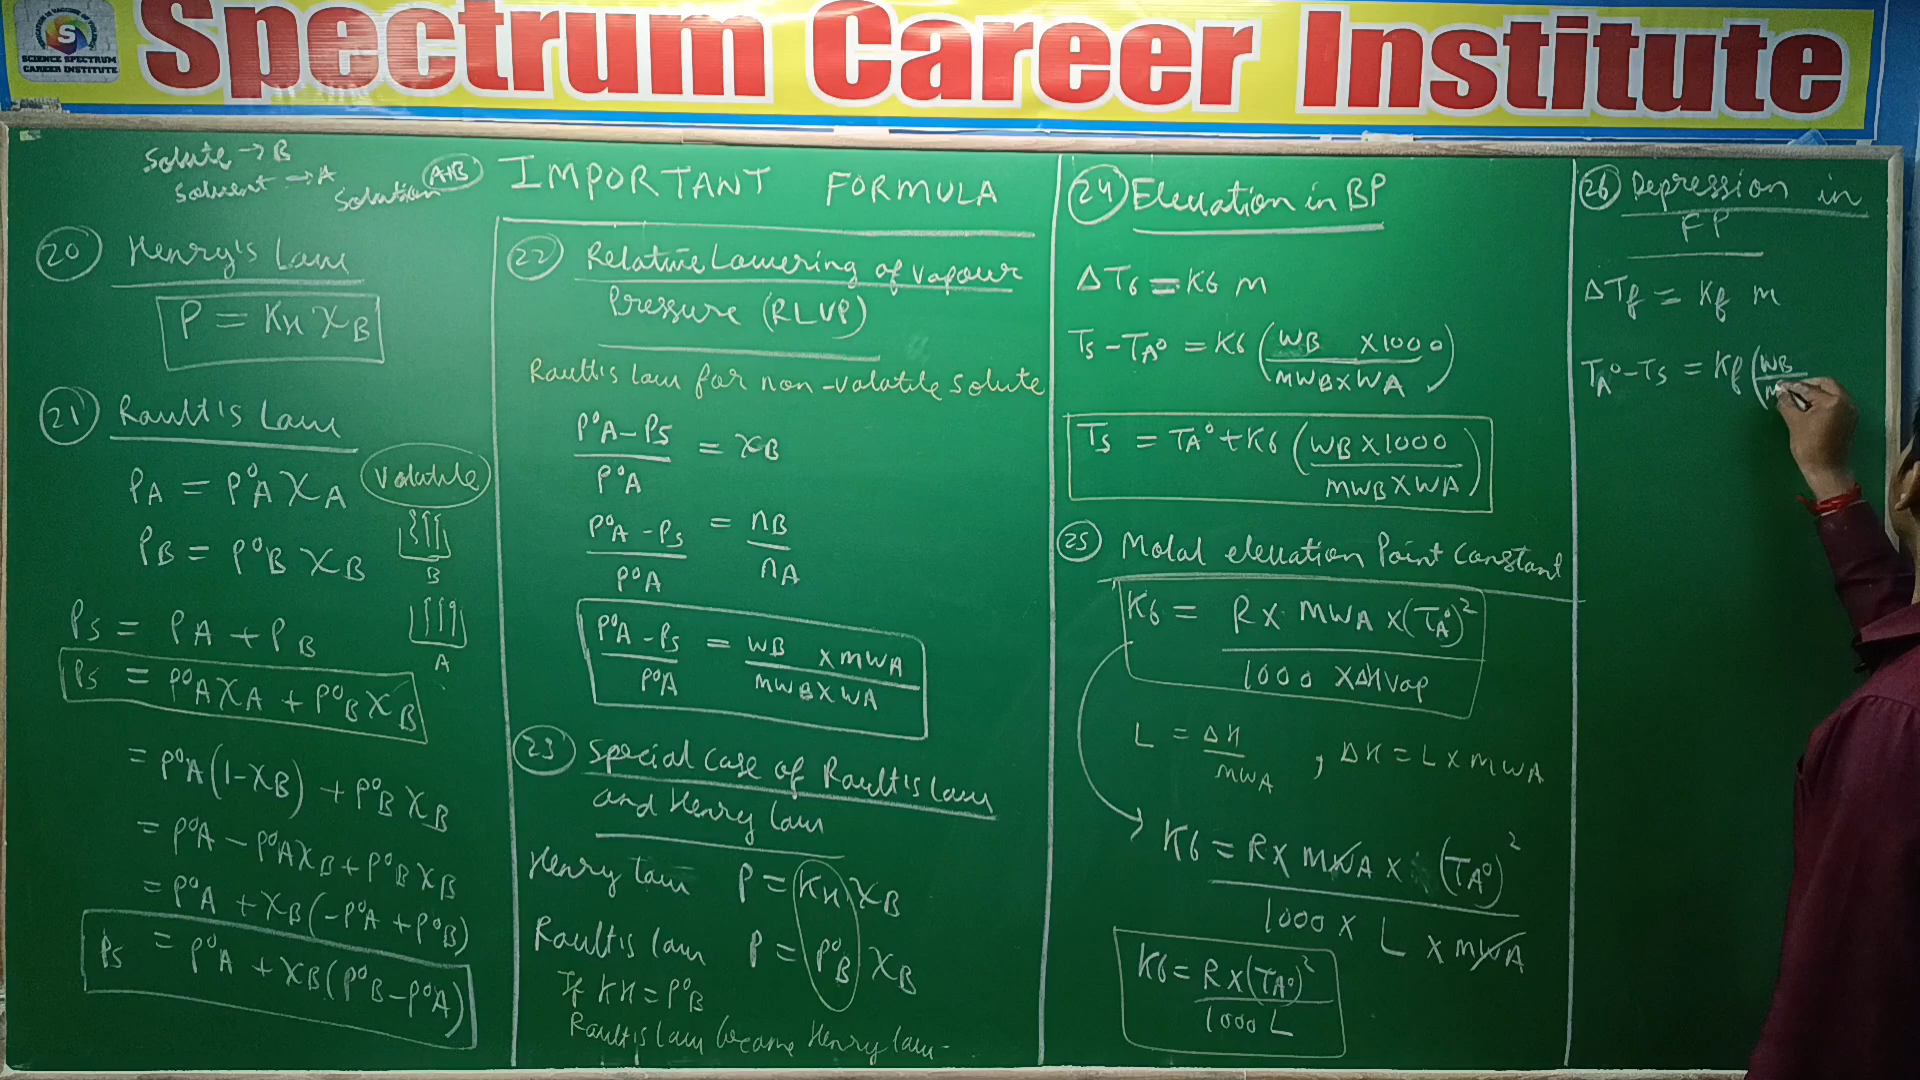 Spectrum Career Institute
S
SCIENCE SPECTRUM
CAREER INSTITUTE
Solute → B
Solvent → A
Solution A+B
IMPORTANT FORMULA
20 Henry's Law
P = KH XB
21 Rault's Law
PA = P°A XA
Volatile
PB = P°B XB
B
PS = PA + PB
A
PS = P°A XA + P°B XB
= P°A (1-XB) + P°B XB
= P°A - P°A XB + P°B XB
= P°A + XB (-P°A + P°B)
PS = P°A + XB (P°B - P°A)
22 Relative Lowering of Vapour
Pressure (RLVP)
Rault's law for non-volatile solute
P°A - PS / P°A = XB
P°A - PS / P°A = nB / nA
P°A - PS / P°A = WB × MWA / MWB × WA
23 Special Case of Rault's law
and Henry law
Henry law P = KH XB
Rault's law P = P°B XB
If KH = P°B
Rault's law became Henry law
24 Elevation in BP
ΔTb = Kb m
TS - TA° = Kb (WB × 1000 / MWB × WA)
TS = TA° + Kb (WB × 1000 / MWB × WA)
25 Molal elevation Point Constant
Kb = R × MWA × (TA°)² / 1000 × ΔHvap
L = ΔH / MWA , ΔH = L × MWA
Kb = R × MWA × (TA°)² / 1000 × L × MWA
Kb = R × (TA°)² / 1000 L
26 Depression in
FP
ΔTf = Kf m
TA° - TS = Kf (WB / M